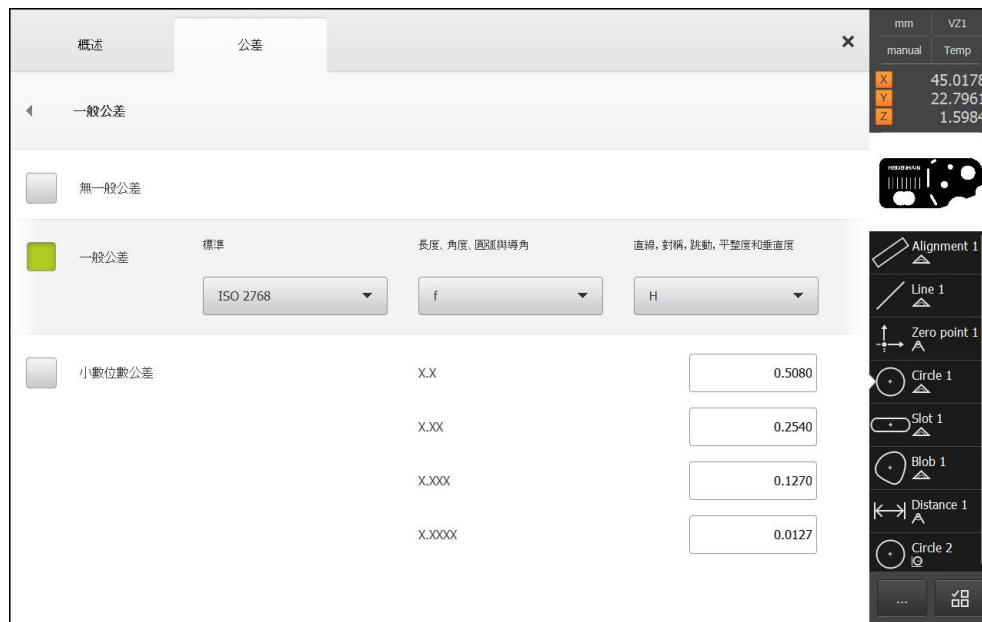 概述
公差
一般公差
無一般公差
一般公差
標準
長度、角度、圓弧與導角
直線, 對稱, 跳動, 平整度和垂直度
ISO 2768
f
H
小數位數公差
X.X
0.5080
X.XX
0.2540
X.XXX
0.1270
X.XXXX
0.0127
mm
VZ1
manual
Temp
X
45.0178
Y
22.7961
Z
1.5984
HEIDENHAIN
Alignment 1
Line 1
Zero point 1
Circle 1
Slot 1
Blob 1
Distance 1
Circle 2
...